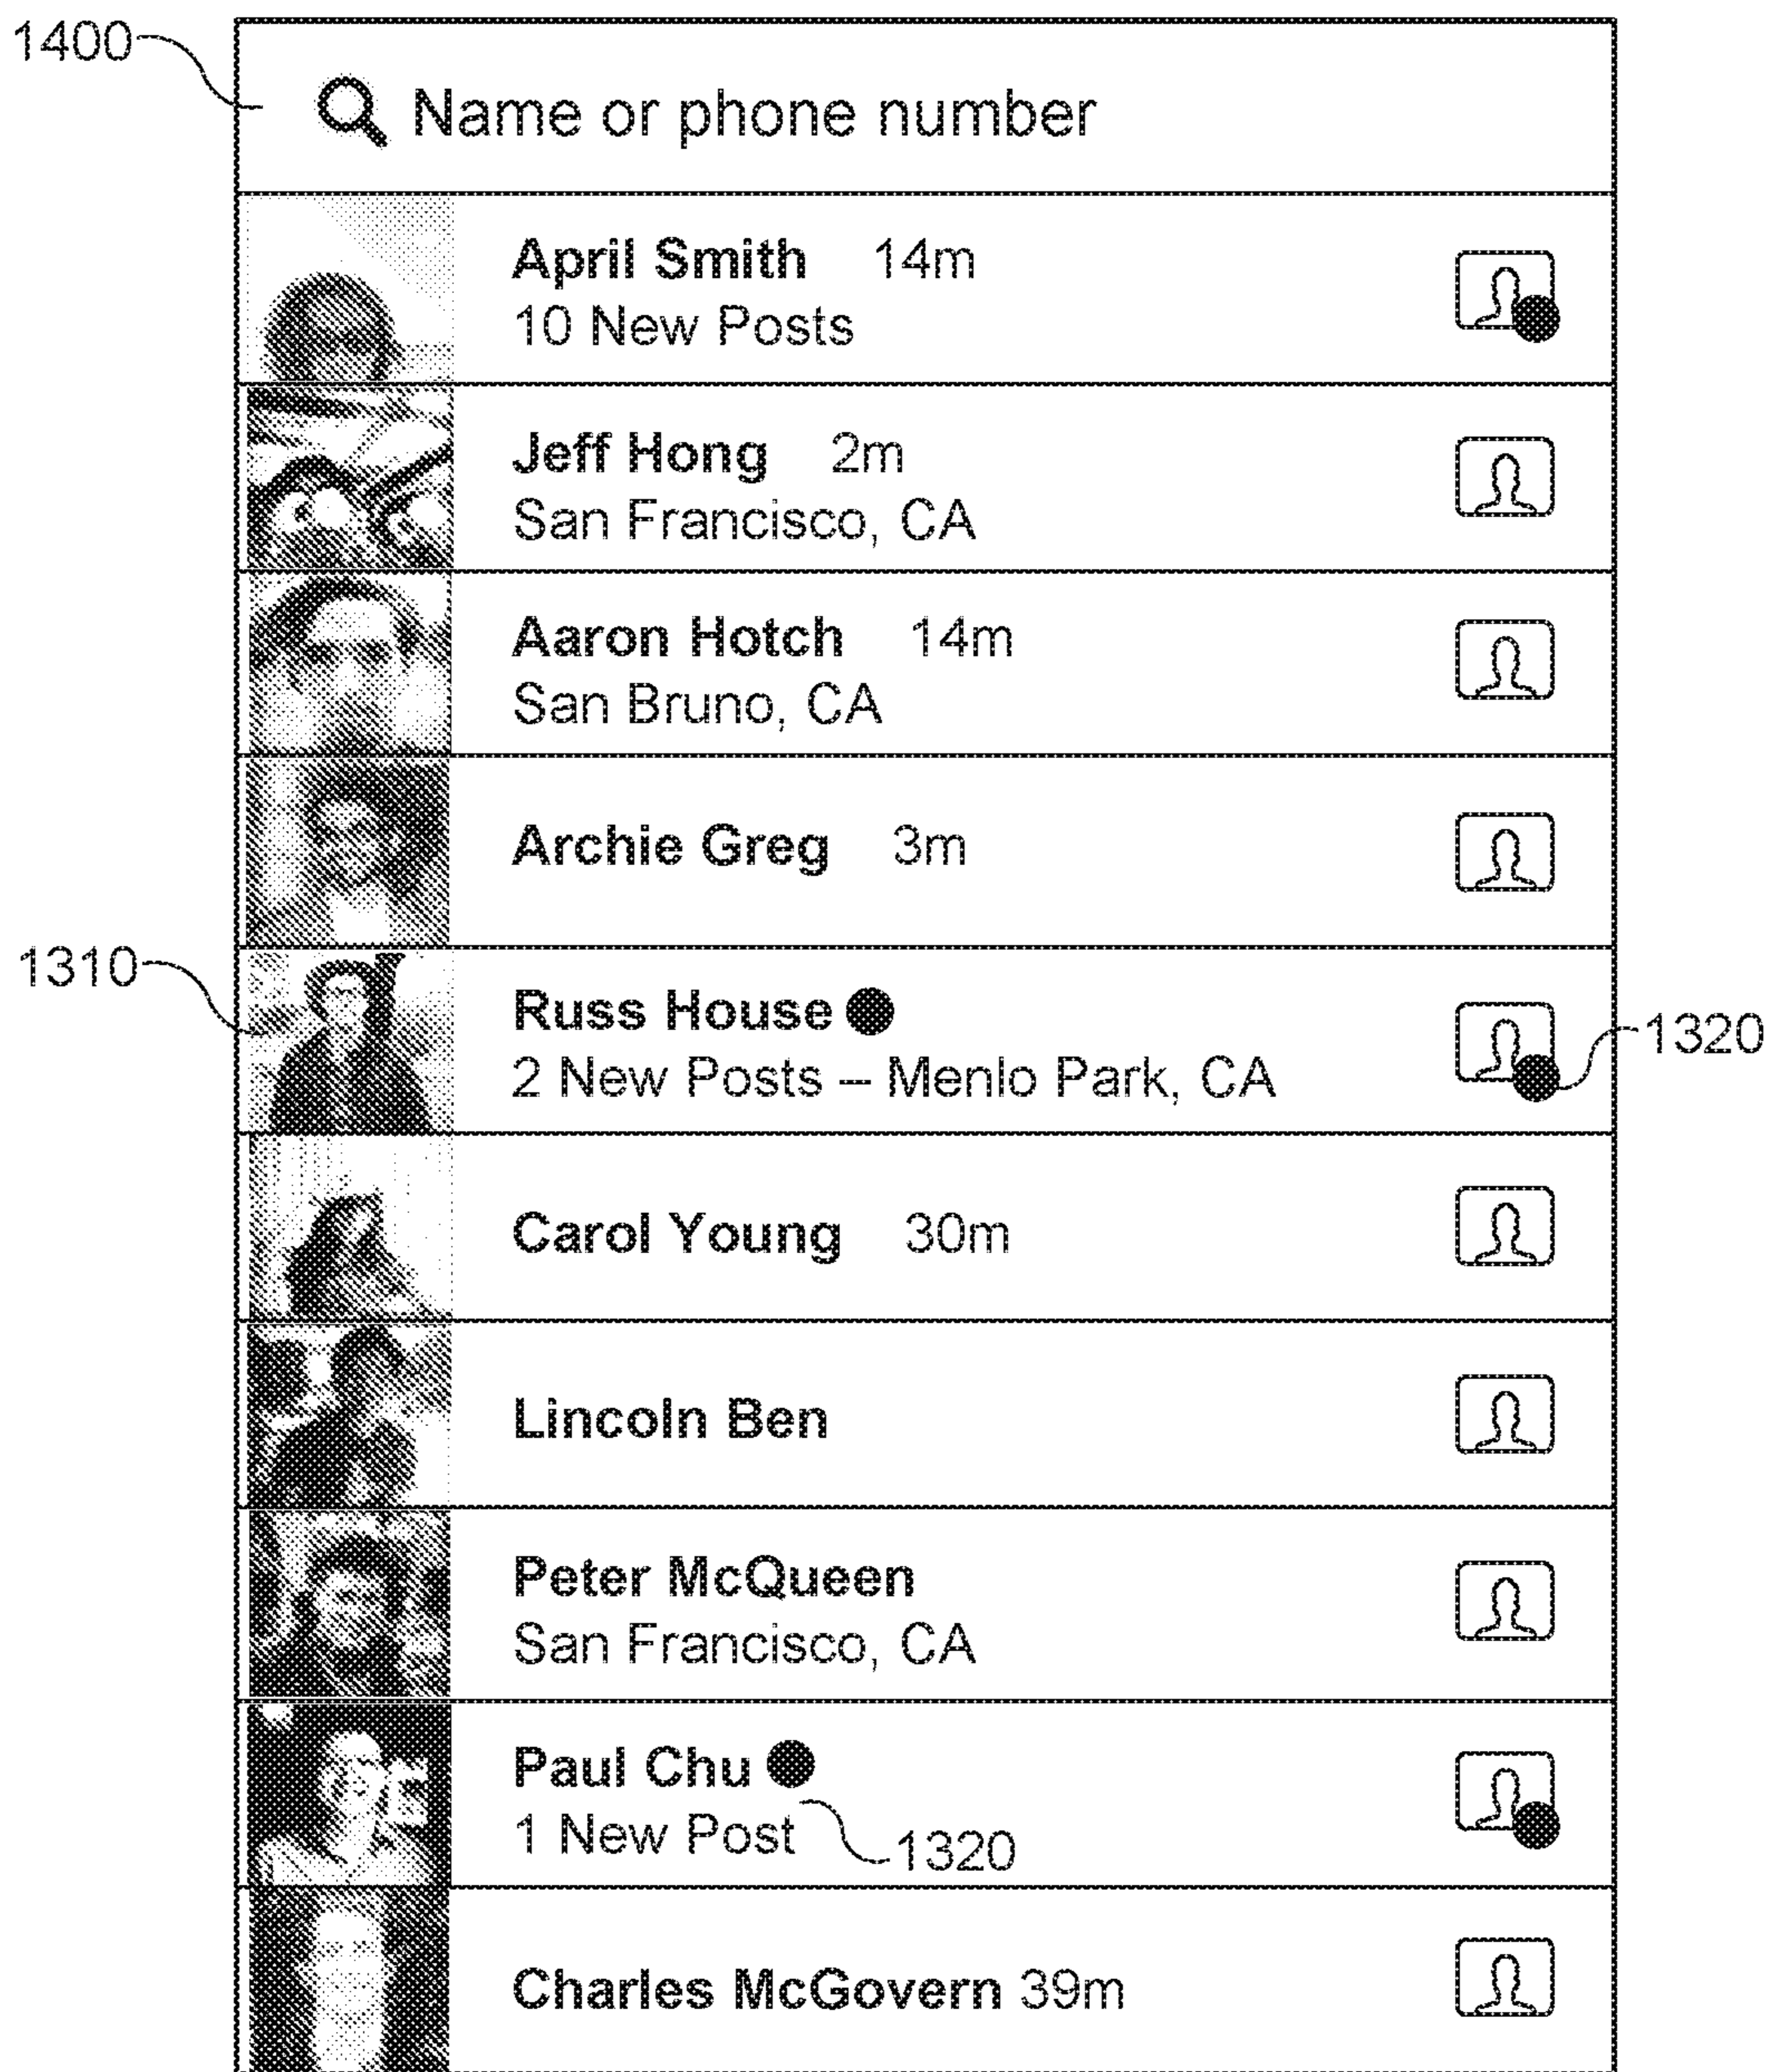 1400
Name or phone number
April Smith 14m
10 New Posts
Jeff Hong 2m
San Francisco, CA
Aaron Hotch 14m
San Bruno, CA
Archie Greg 3m
1310
Russ House
2 New Posts – Menlo Park, CA
1320
Carol Young 30m
Lincoln Ben
Peter McQueen
San Francisco, CA
Paul Chu
1 New Post
1320
Charles McGovern 39m